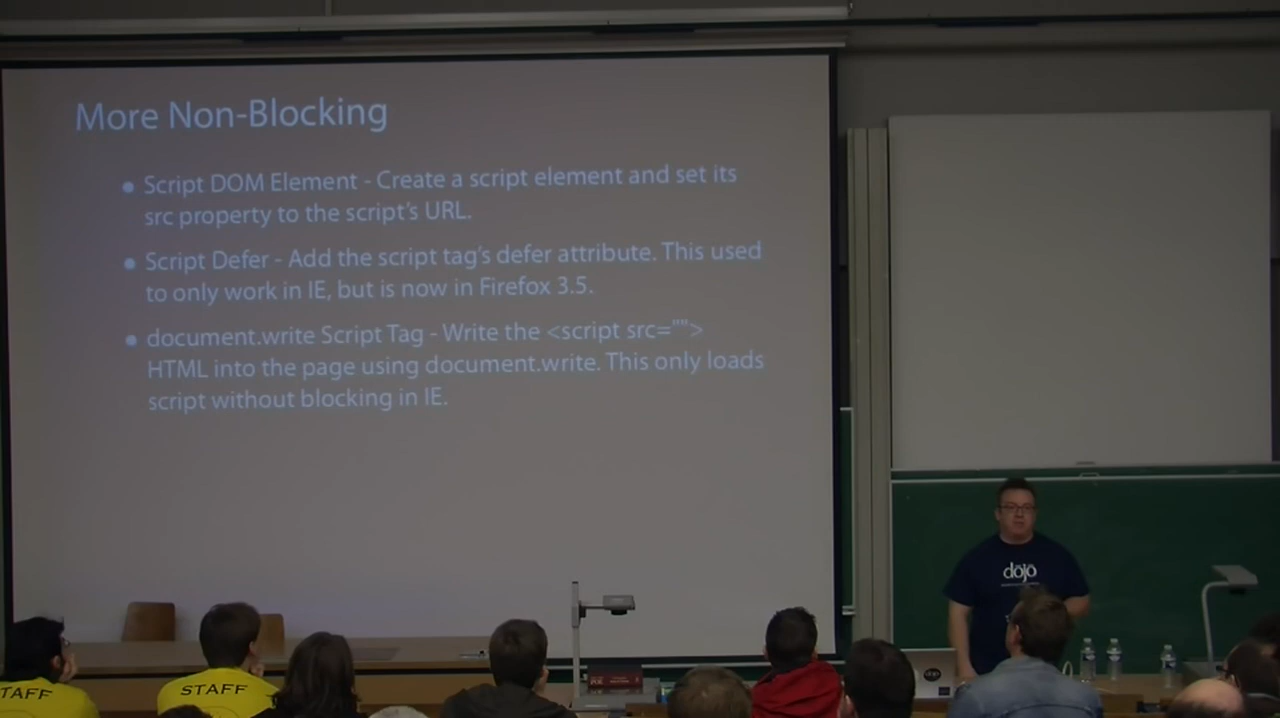 More Non-Blocking
• Script DOM Element - Create a script element and set its
src property to the script's URL.
• Script Defer - Add the script tag's defer attribute. This used
to only work in IE, but is now in Firefox 3.5.
• document.write Script Tag - Write the <script src="">
HTML into the page using document.write. This only loads
script without blocking in IE.
dōjō
STAFF
STAFF
php